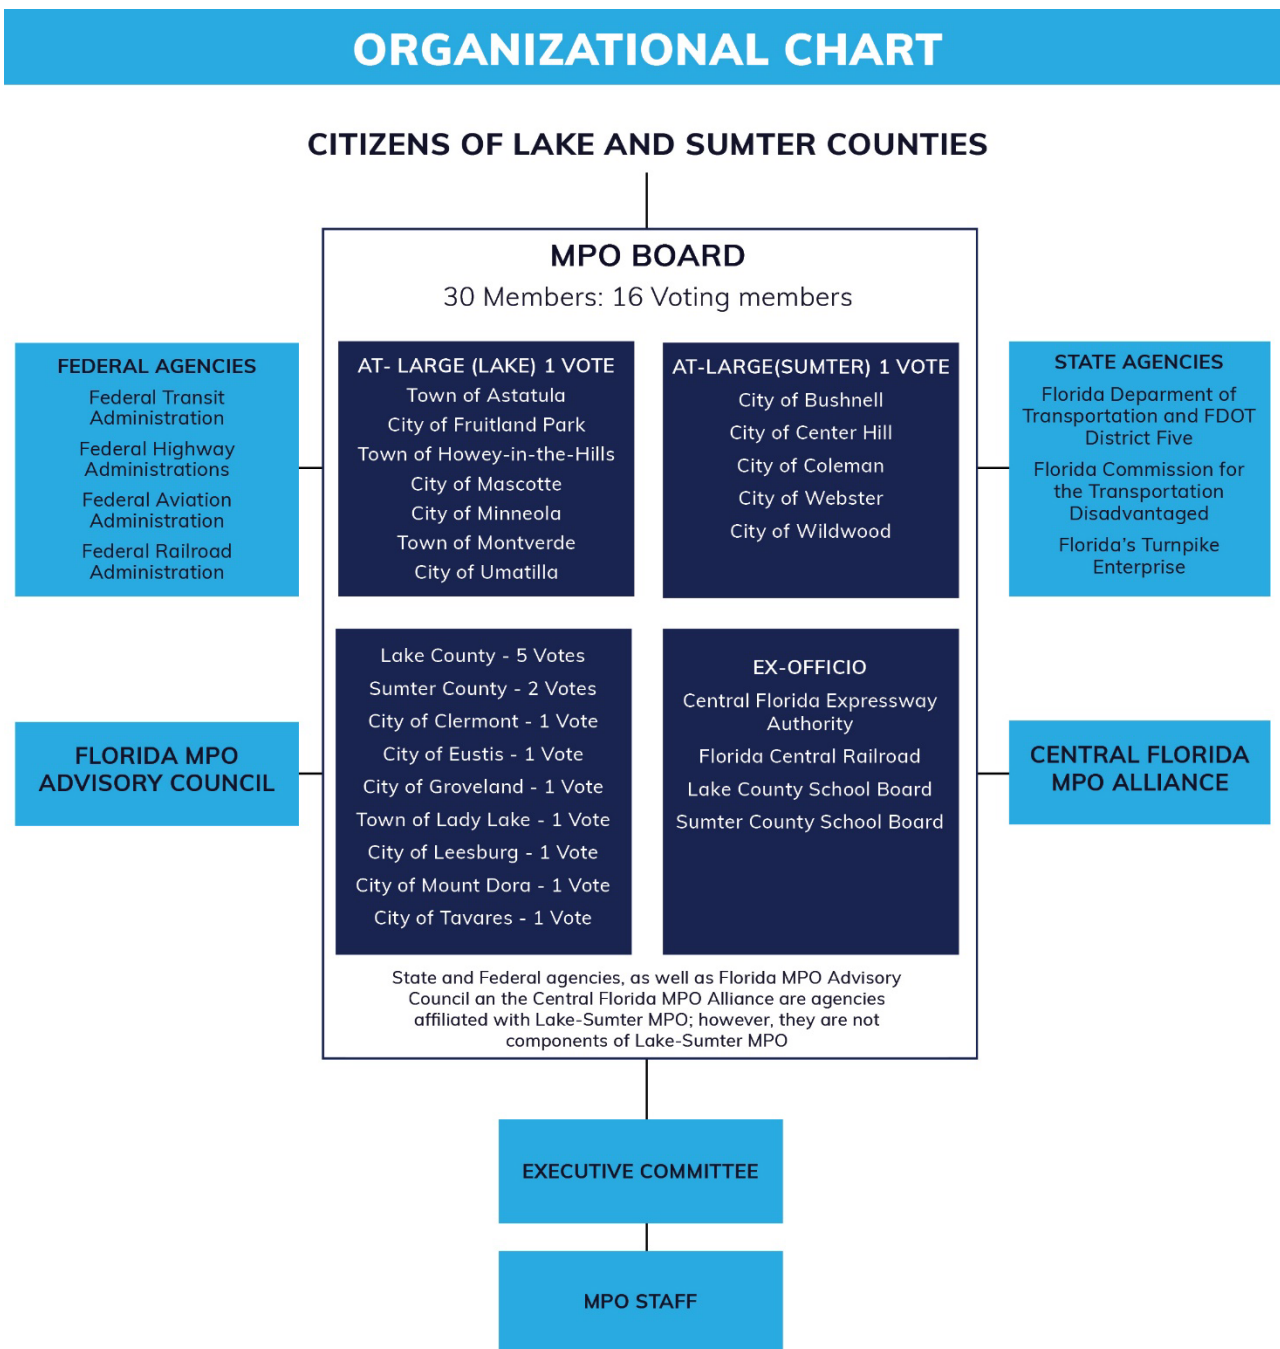 ORGANIZATIONAL CHART
CITIZENS OF LAKE AND SUMTER COUNTIES
MPO BOARD
30 Members: 16 Voting members
FEDERAL AGENCIES
Federal Transit
Administration
Federal Highway
Administrations
Federal Aviation
Administration
Federal Railroad
Administration
AT- LARGE (LAKE) 1 VOTE
Town of Astatula
City of Fruitland Park
Town of Howey-in-the-Hills
City of Mascotte
City of Minneola
Town of Montverde
City of Umatilla
AT-LARGE(SUMTER) 1 VOTE
City of Bushnell
City of Center Hill
City of Coleman
City of Webster
City of Wildwood
STATE AGENCIES
Florida Deparment of
Transportation and FDOT
District Five
Florida Commission for
the Transportation
Disadvantaged
Florida's Turnpike
Enterprise
FLORIDA MPO
ADVISORY COUNCIL
Lake County - 5 Votes
Sumter County - 2 Votes
City of Clermont - 1 Vote
City of Eustis - 1 Vote
City of Groveland - 1 Vote
Town of Lady Lake - 1 Vote
City of Leesburg - 1 Vote
City of Mount Dora - 1 Vote
City of Tavares - 1 Vote
EX-OFFICIO
Central Florida Expressway
Authority
Florida Central Railroad
Lake County School Board
Sumter County School Board
CENTRAL FLORIDA
MPO ALLIANCE
State and Federal agencies, as well as Florida MPO Advisory
Council an the Central Florida MPO Alliance are agencies
affiliated with Lake-Sumter MPO; however, they are not
components of Lake-Sumter MPO
EXECUTIVE COMMITTEE
MPO STAFF